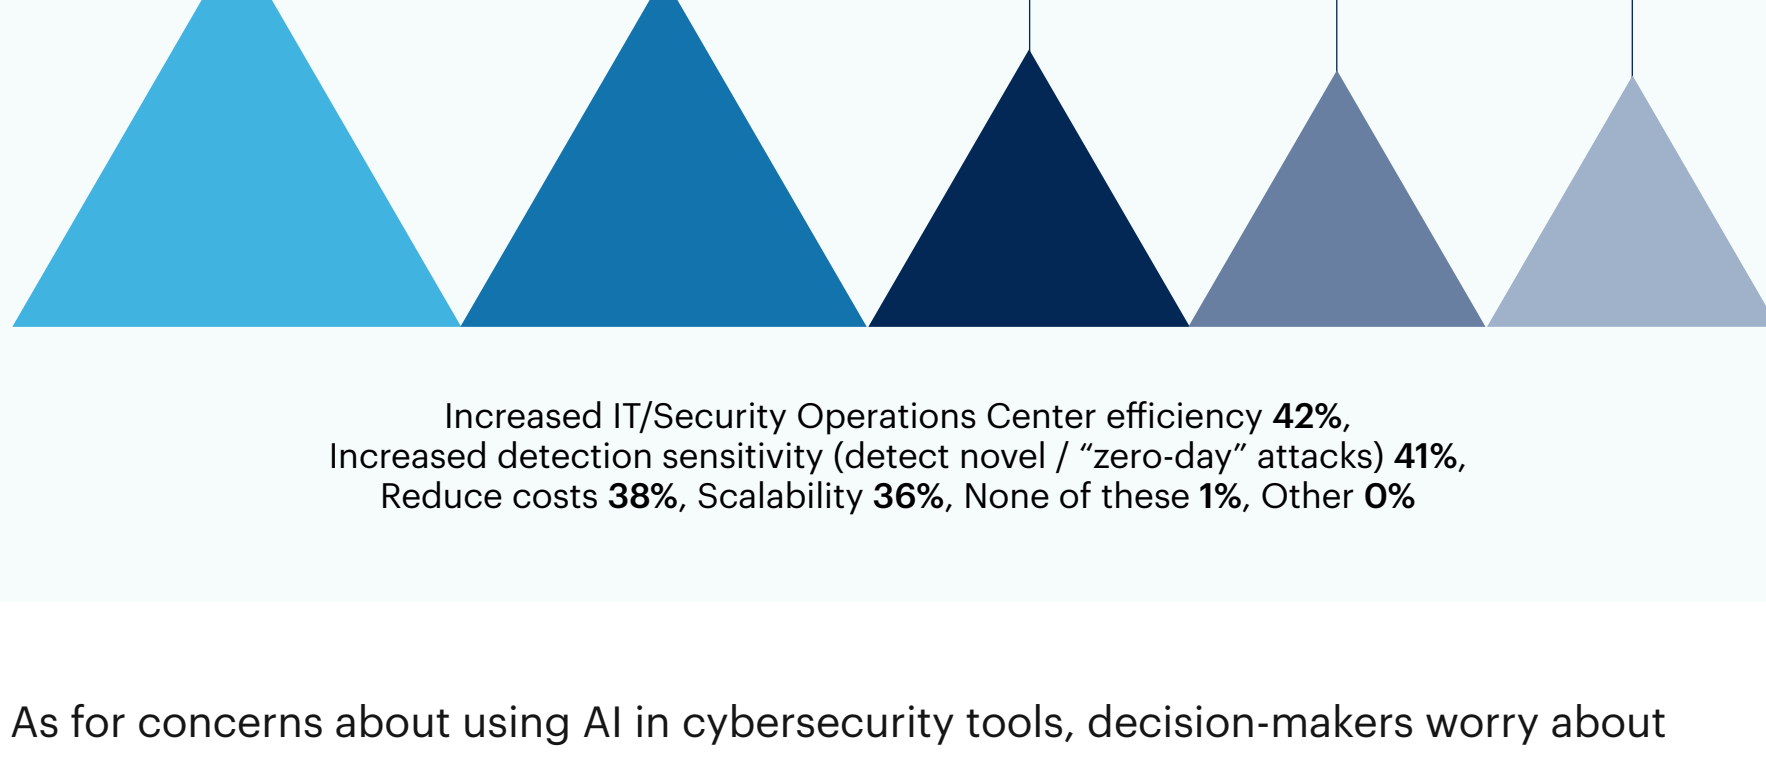 Increased IT/Security Operations Center efficiency 42%,
Increased detection sensitivity (detect novel / “zero-day” attacks) 41%,
Reduce costs 38%, Scalability 36%, None of these 1%, Other 0%
As for concerns about using AI in cybersecurity tools, decision-makers worry about